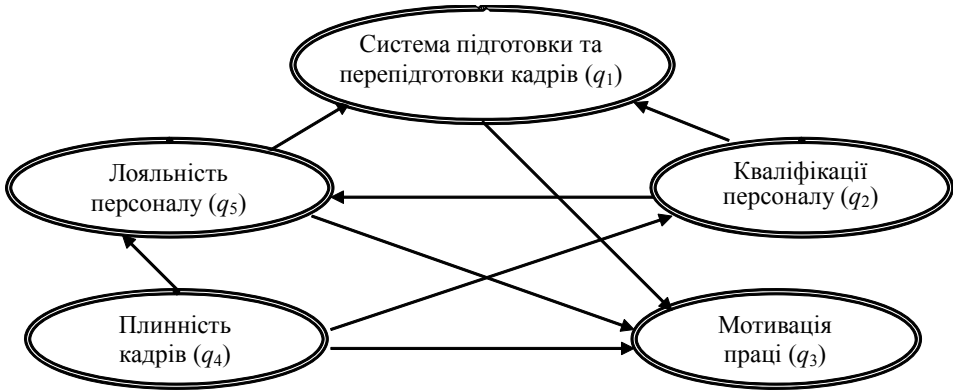 Система підготовки та
перепідготовки кадрів (q1)
Лояльність
персоналу (q5)
Кваліфікації
персоналу (q2)
Плинність
кадрів (q4)
Мотивація
праці (q3)